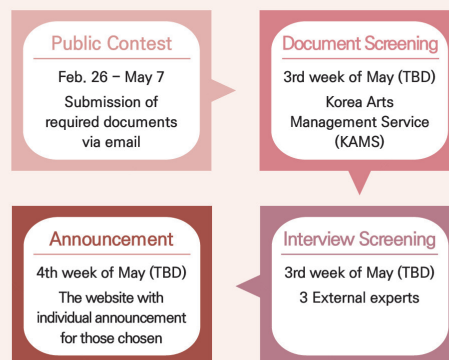 Public Contest
Feb. 26 – May 7
Submission of
required documents
via email
Document Screening
3rd week of May (TBD)
Korea Arts
Management Service
(KAMS)
Interview Screening
3rd week of May (TBD)
3 External experts
Announcement
4th week of May (TBD)
The website with
individual announcement
for those chosen